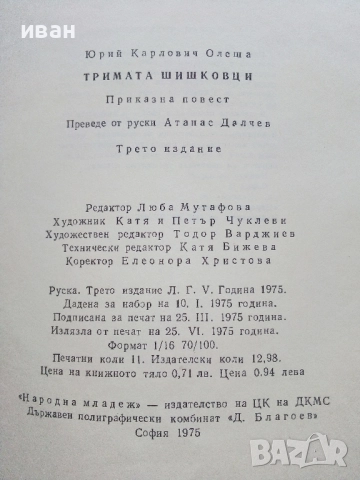 иван
Юрий Карлович Олеша
ТРИМАТА ШИШКОВЦИ
Приказна повест
Преведе от руски Атанас Далчев
Трето издание
Редактор Люба Мутафова
Художник Катя и Петър Чуклеви
Художествен редактор Тодор Варджиев
Технически редактор Катя Бижева
Коректор Елеонора Христова
Руска. Трето издание Л. Г. V. Година 1975.
Дадена за набор на 10. I. 1975 година.
Подписана за печат на 25. III. 1975 година.
Излязла от печат на 25. VI. 1975 година.
Формат 1/16 70/100.
Печатни коли 11. Издателски коли 12,98.
Цена на книжното тяло 0,71 лв. Цена 0.94 лева
«Народна младеж» — издателство на ЦК на ДКМС
Държавен полиграфически комбинат «Д. Благоев»
София 1975
bazar.bg